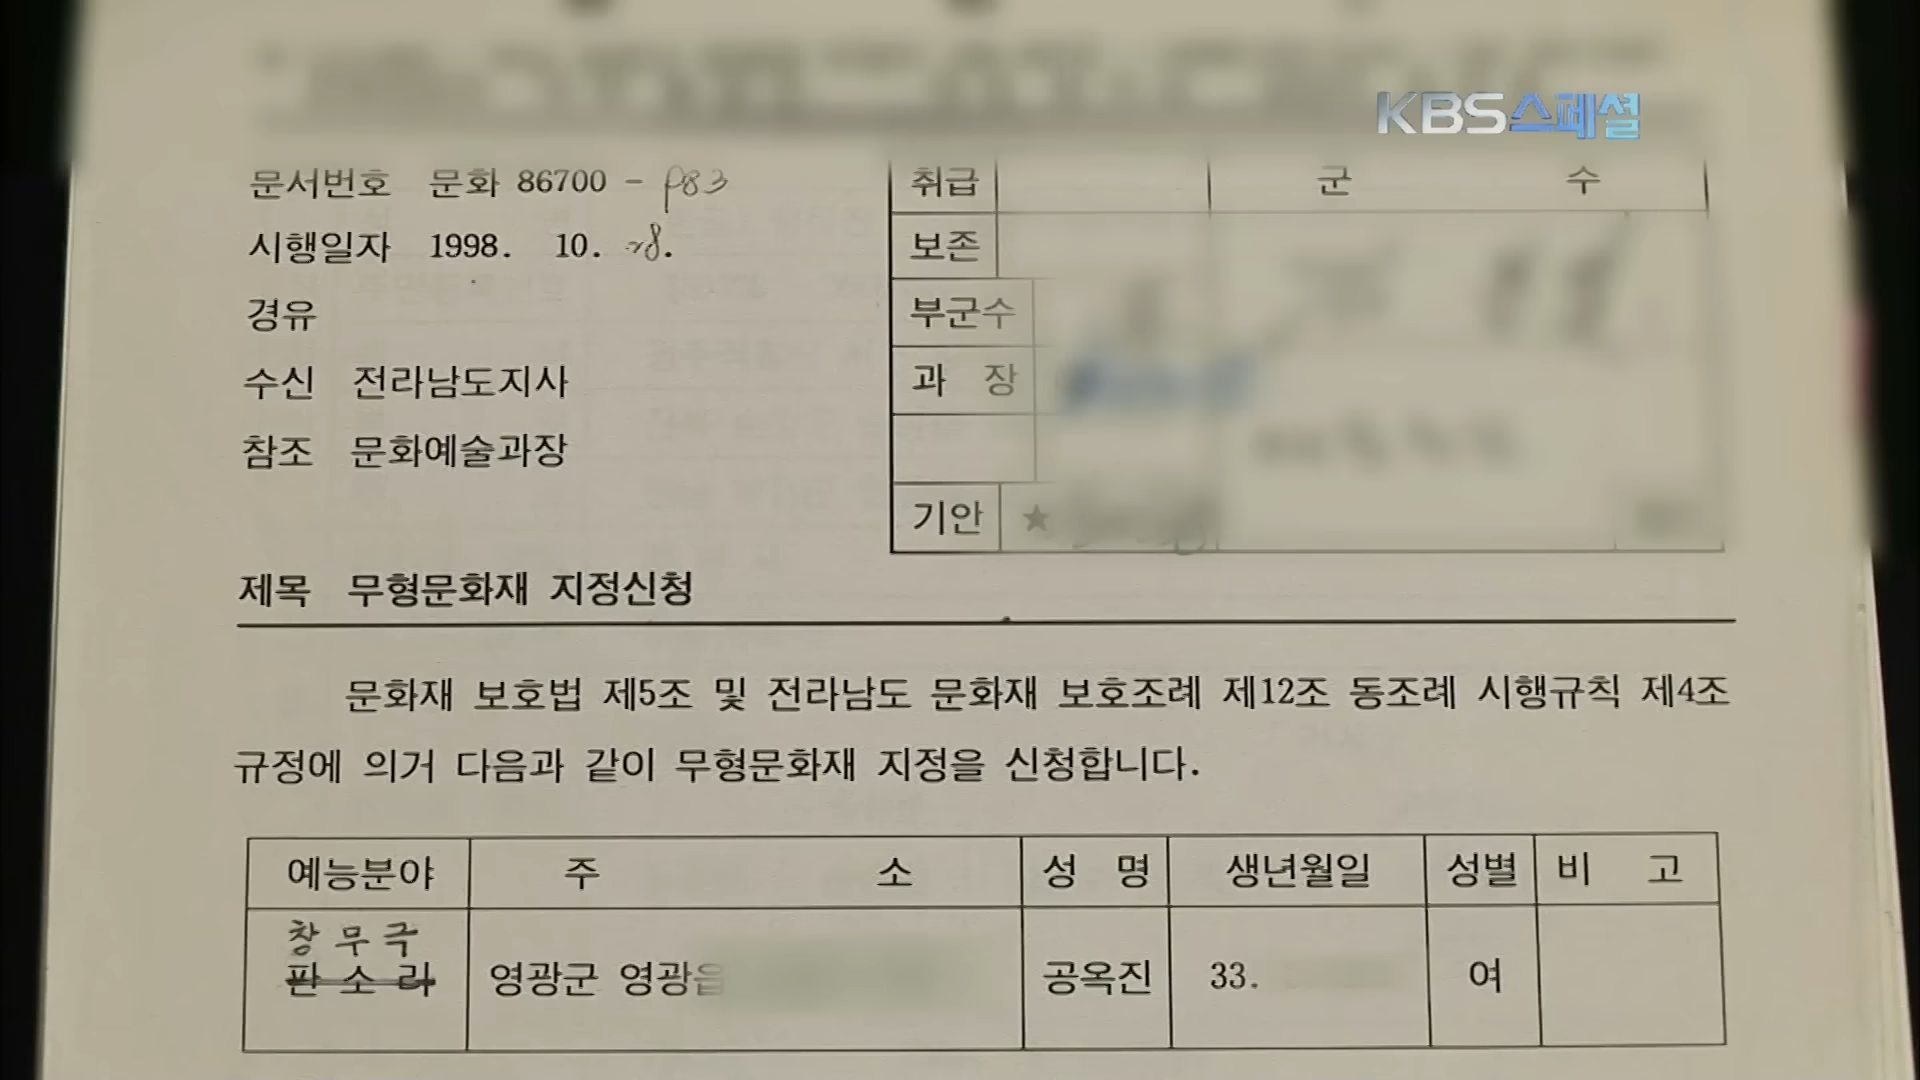 KBS스페셜
문서번호 문화 86700 - 983
시행일자 1998. 10. 28.
경유
수신 전라남도지사
참조 문화예술과장
취급 군 수
보존
부군수
과 장
기안 ★
제목 무형문화재 지정신청
문화재 보호법 제5조 및 전라남도 문화재 보호조례 제12조 동조례 시행규칙 제4조
규정에 의거 다음과 같이 무형문화재 지정을 신청합니다.
예능분야 주 소 성 명 생년월일 성별 비 고
창무극
판소리 영광군 영광읍 공옥진 33. 여